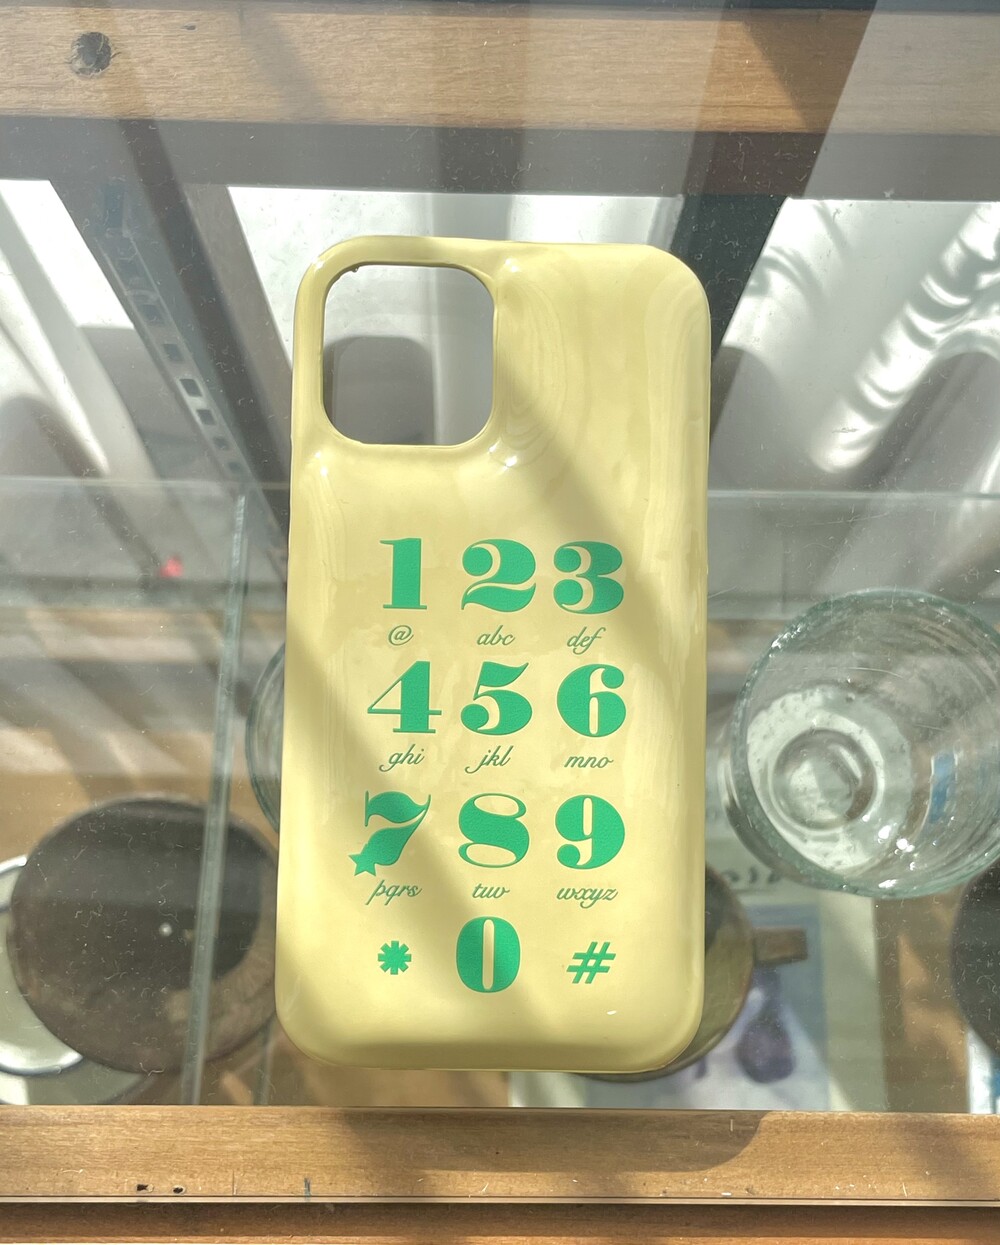 1 2 3
@ abc def
4 5 6
ghi jkl mno
7 8 9
pqrs tuv wxyz
* 0 #